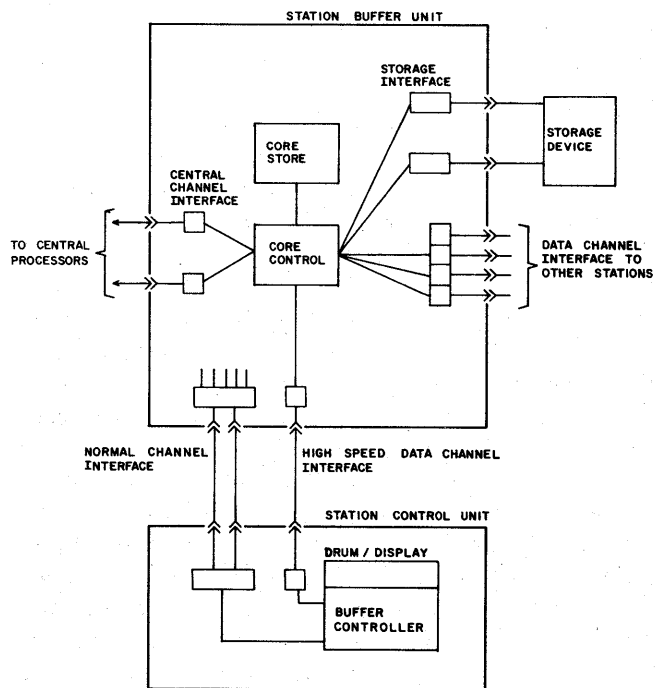 STATION BUFFER UNIT
STORAGE
INTERFACE
STORAGE
DEVICE
CORE
STORE
CENTRAL
CHANNEL
INTERFACE
TO CENTRAL
PROCESSORS
CORE
CONTROL
DATA CHANNEL
INTERFACE TO
OTHER STATIONS
NORMAL CHANNEL
INTERFACE
HIGH SPEED DATA CHANNEL
INTERFACE
STATION CONTROL UNIT
DRUM / DISPLAY
BUFFER
CONTROLLER